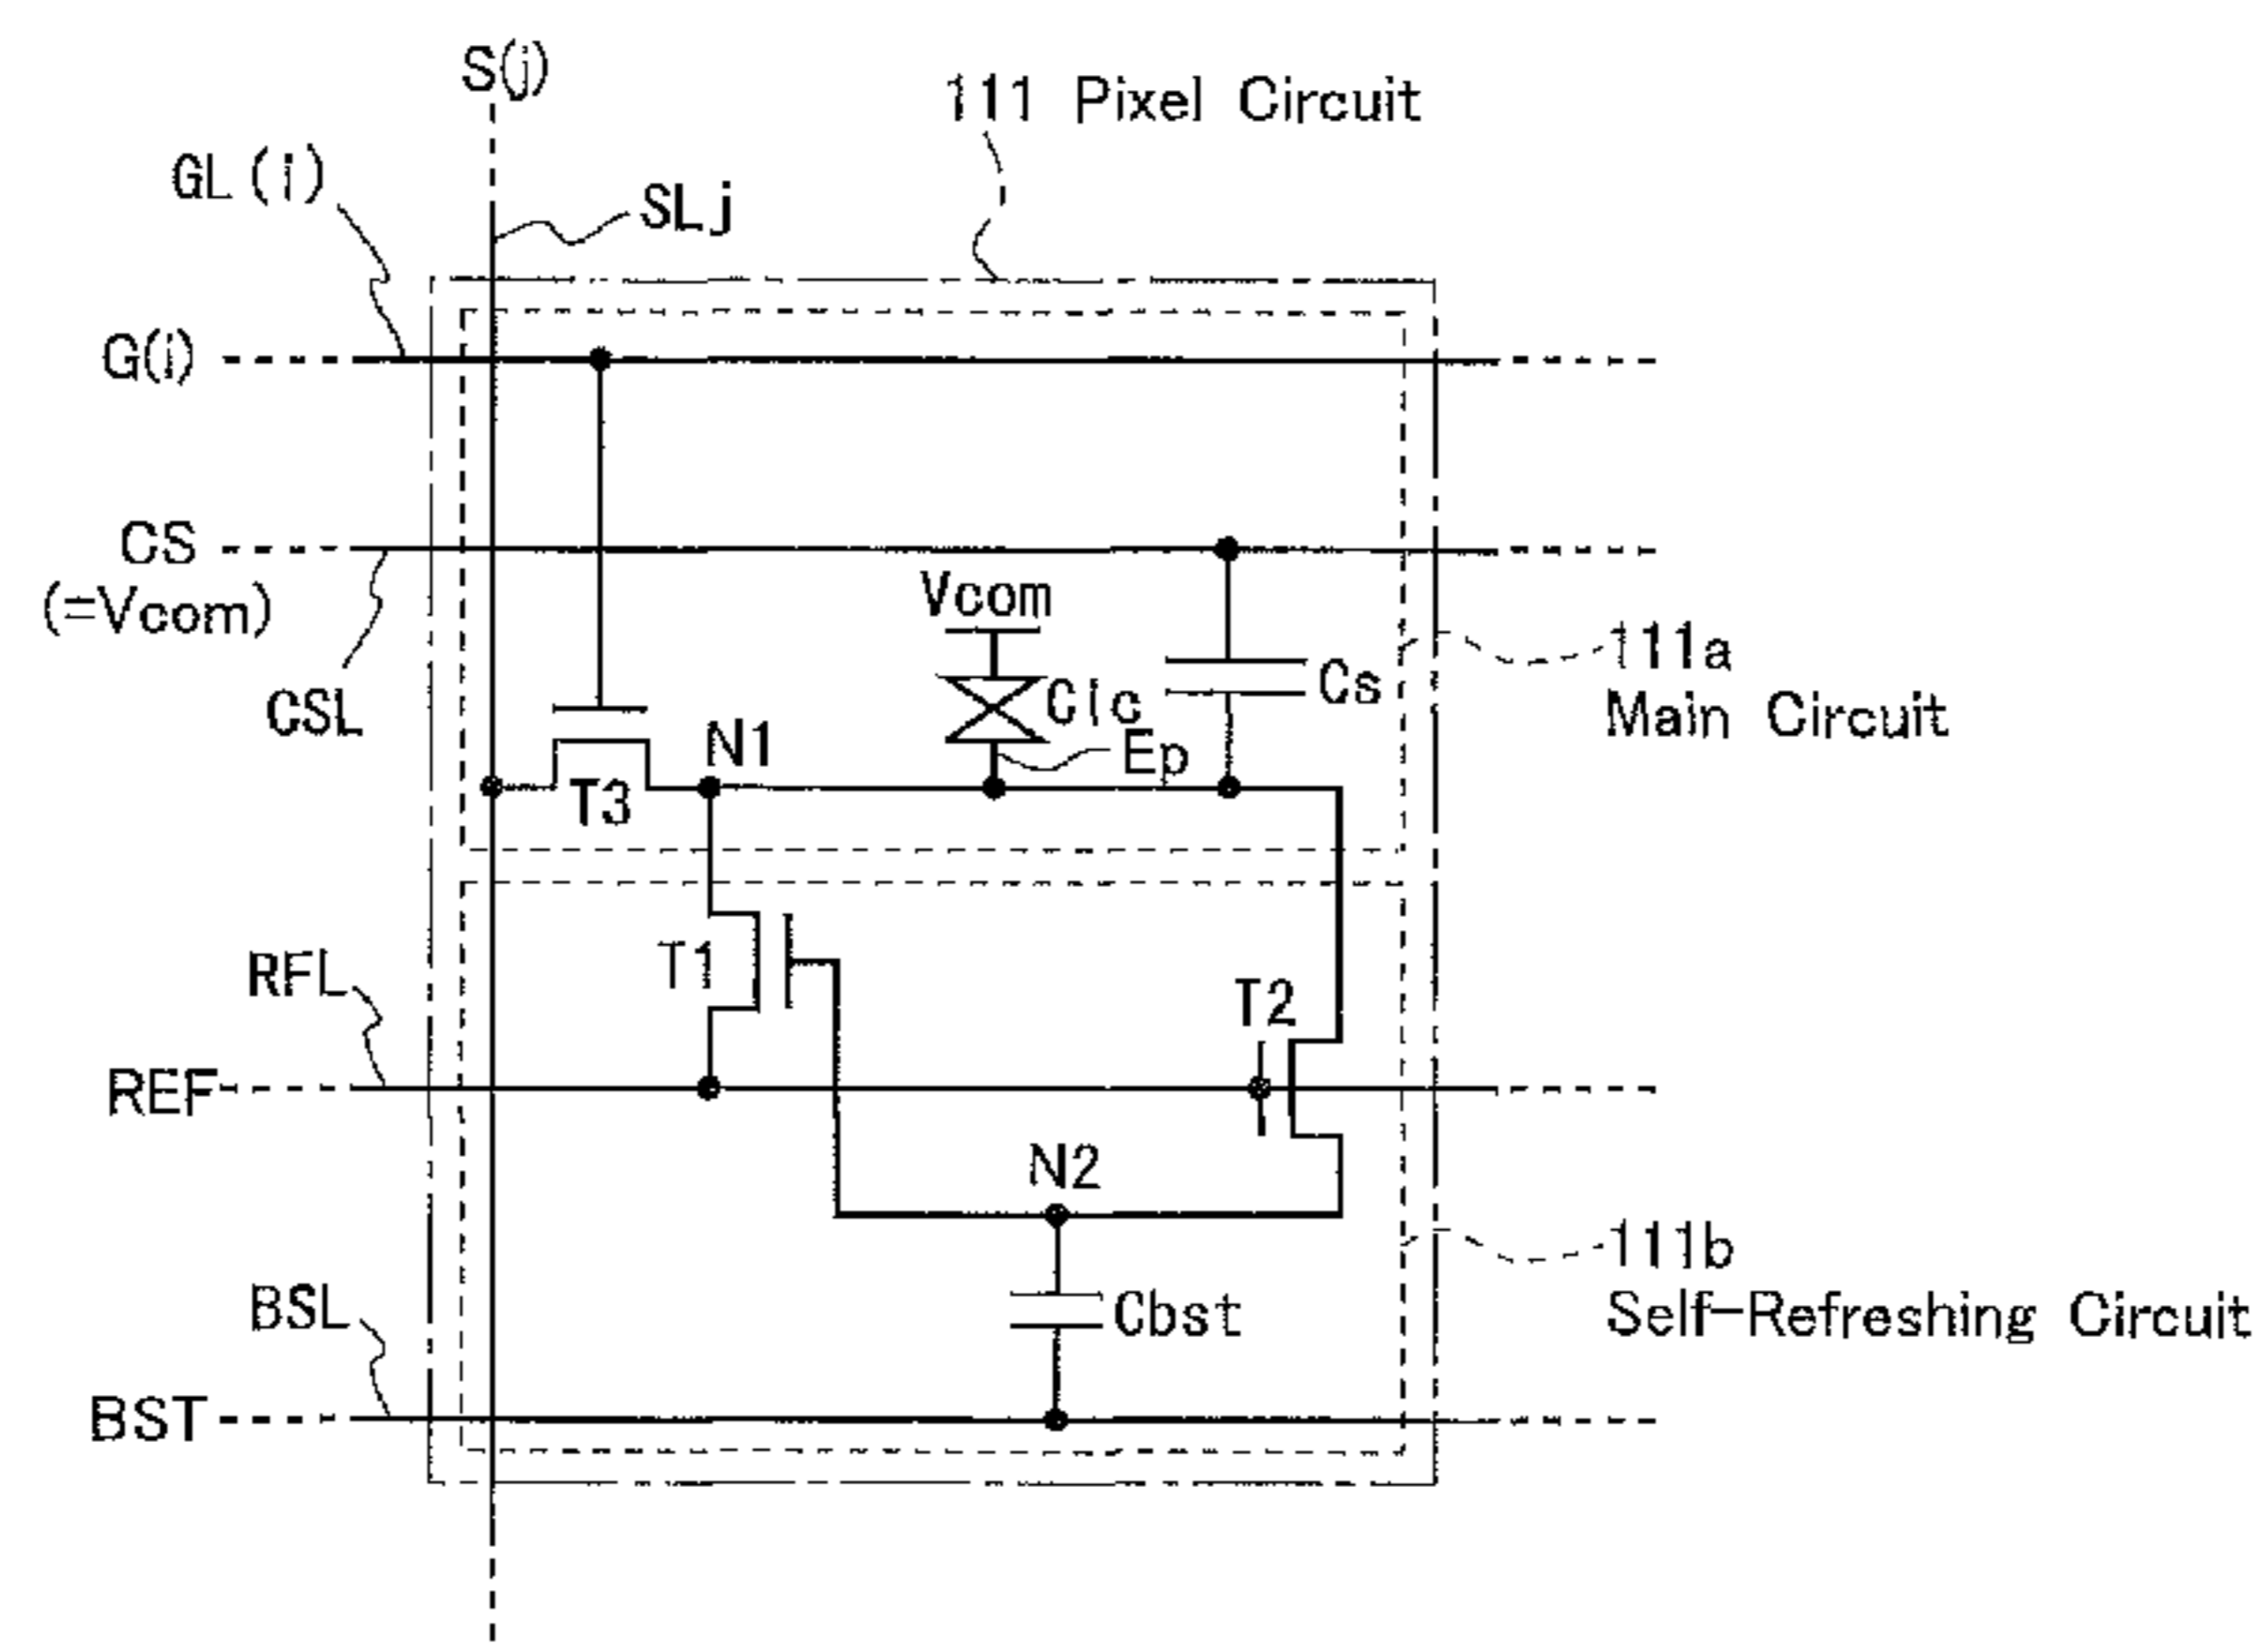 S(j)
111 Pixel Circuit
GL(i)
SLj
G(i)
CS
(=Vcom)
Vcom
CSL
Clc
Cs
111a
Main Circuit
N1
Ep
T3
RFL
T1
T2
REF
N2
BSL
Cbst
111b
Self-Refreshing Circuit
BST